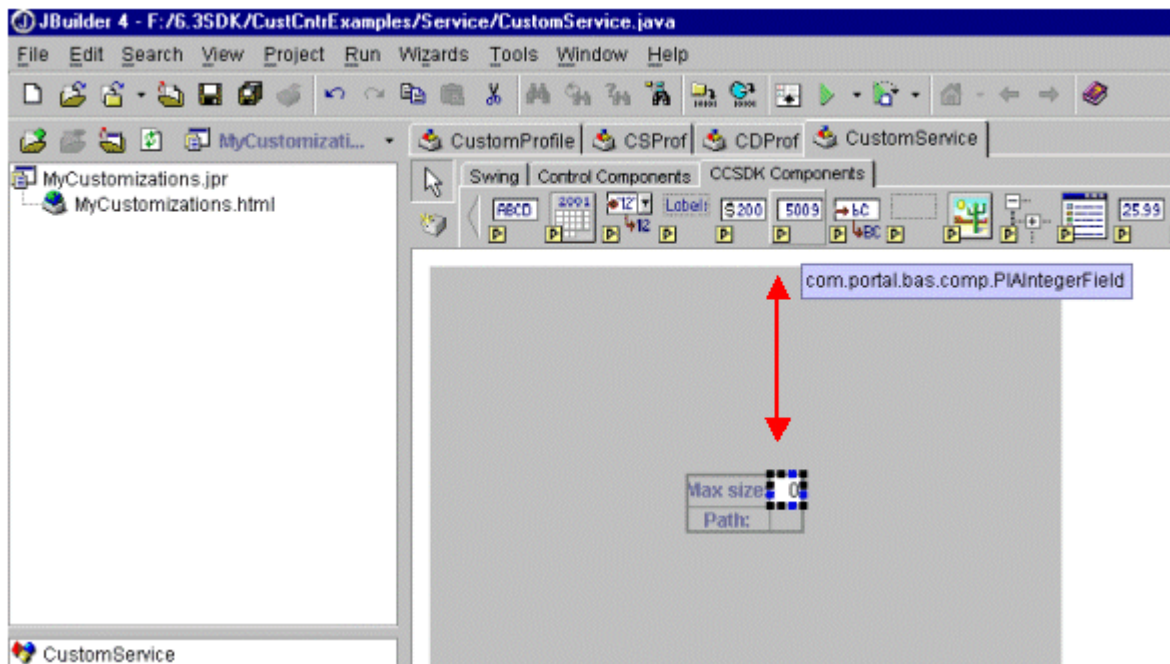 JBuilder 4 - F:/6.3SDK/CustCntrExamples/Service/CustomService.java
File Edit Search View Project Run Wizards Tools Window Help
MyCustomizati...
CustomProfile CSProf CDProf CustomService
MyCustomizations.jpr
MyCustomizations.html
Swing Control Components CCSDK Components
ABCD 2001 12 12 Label: $200 5009 bC BC 25.99
com.portal.bas.comp.PIAIntegerField
Max size: 0
Path:
CustomService